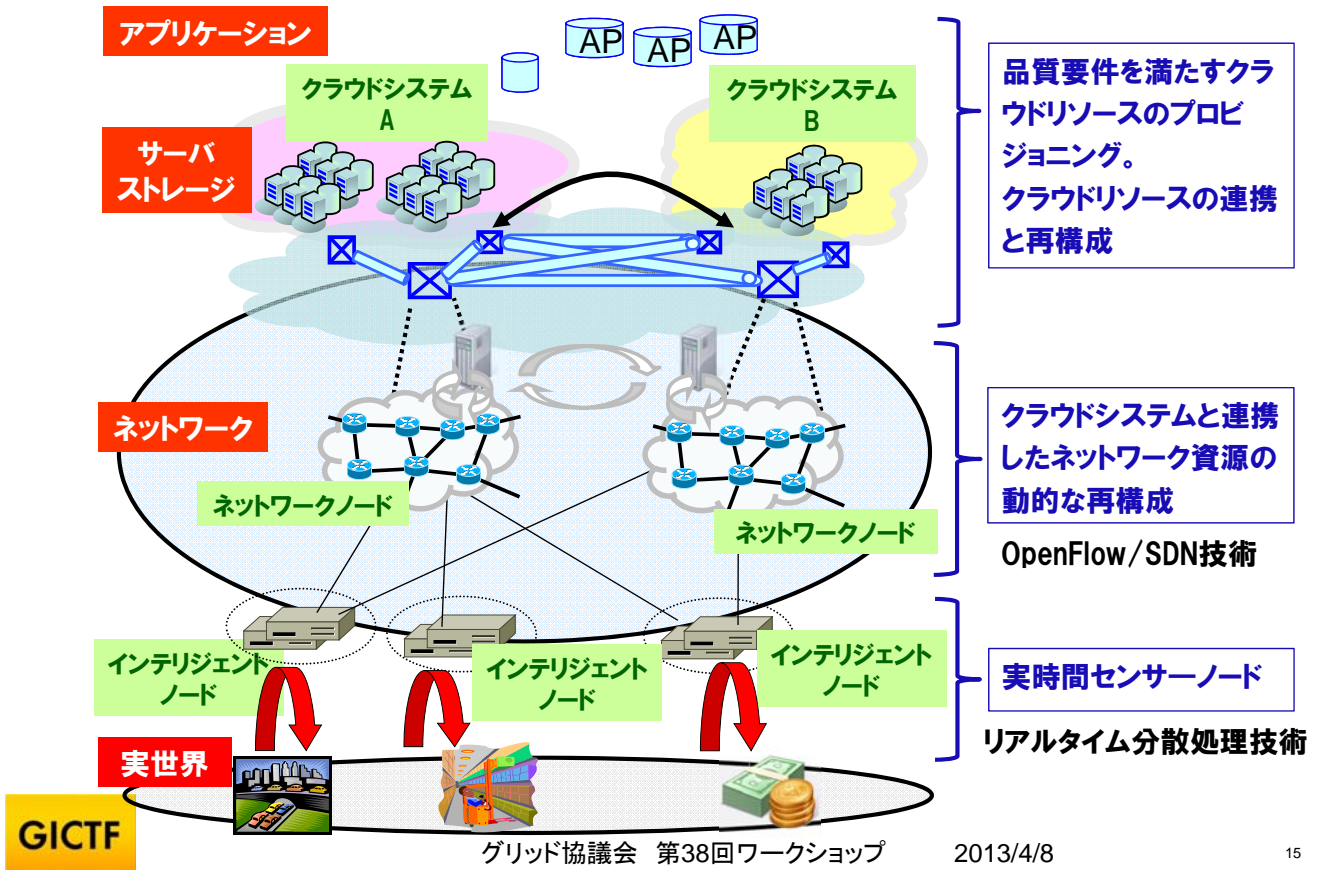 アプリケーション
AP
AP
AP
クラウドシステム
A
クラウドシステム
B
サーバ
ストレージ
品質要件を満たすクラ
ウドリソースのプロビ
ジョニング。
クラウドリソースの連携
と再構成
ネットワーク
ネットワークノード
ネットワークノード
クラウドシステムと連携
したネットワーク資源の
動的な再構成
OpenFlow/SDN技術
インテリジェント
ノード
インテリジェント
ノード
インテリジェント
ノード
実時間センサーノード
リアルタイム分散処理技術
実世界
GICTF
グリッド協議会 第38回ワークショップ
2013/4/8
15